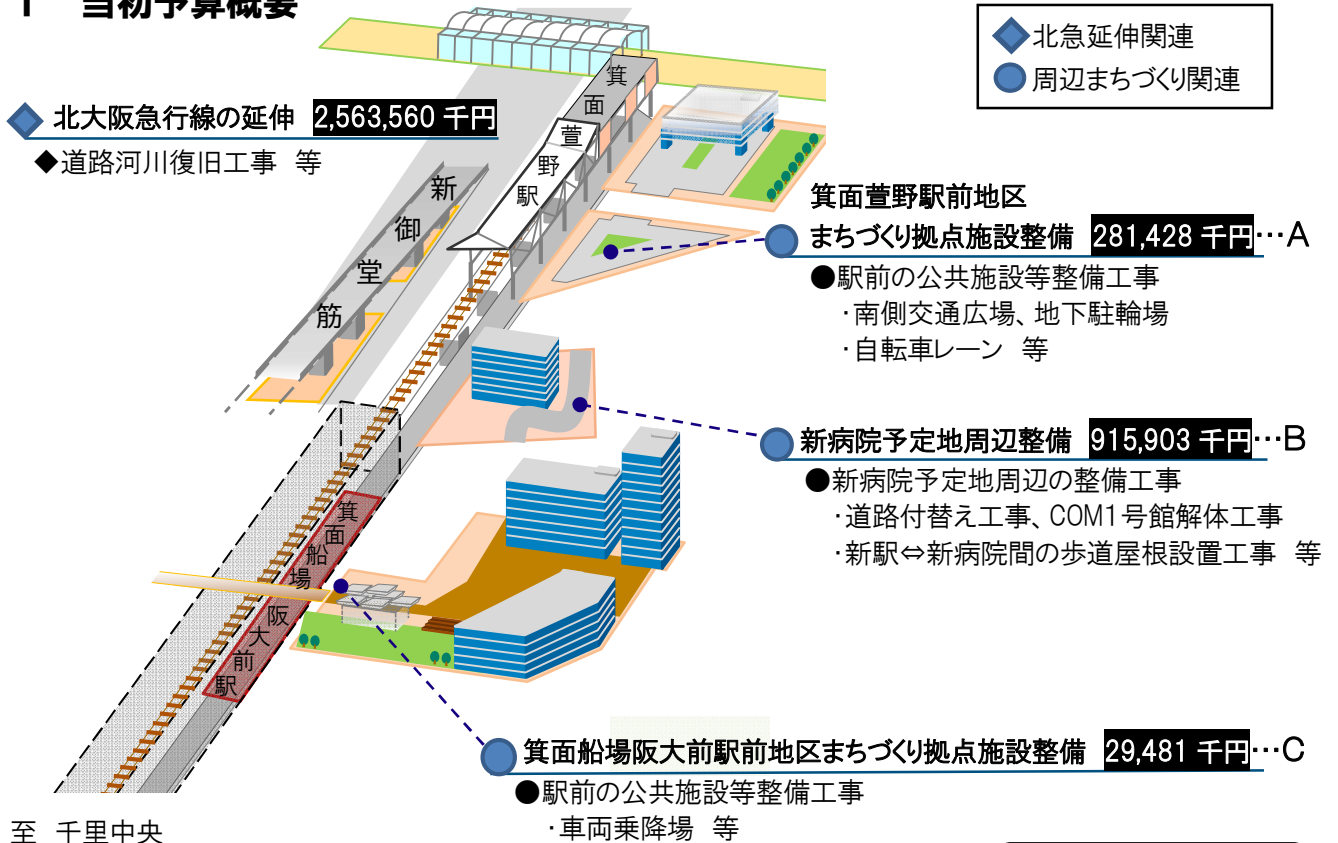 1 当初予算概要
北急延伸関連
周辺まちづくり関連
北大阪急行線の延伸 2,563,560 千円
◆道路河川復旧工事 等
箕面萱野駅
新御堂筋
箕面萱野駅前地区
まちづくり拠点施設整備 281,428 千円…A
●駅前の公共施設等整備工事
・南側交通広場、地下駐輪場
・自転車レーン 等
新病院予定地周辺整備 915,903 千円…B
●新病院予定地周辺の整備工事
・道路付替え工事、COM1号館解体工事
・新駅⇔新病院間の歩道屋根設置工事 等
箕面船場阪大前駅
箕面船場阪大前駅前地区まちづくり拠点施設整備 29,481 千円…C
●駅前の公共施設等整備工事
・車両乗降場 等
至 千里中央